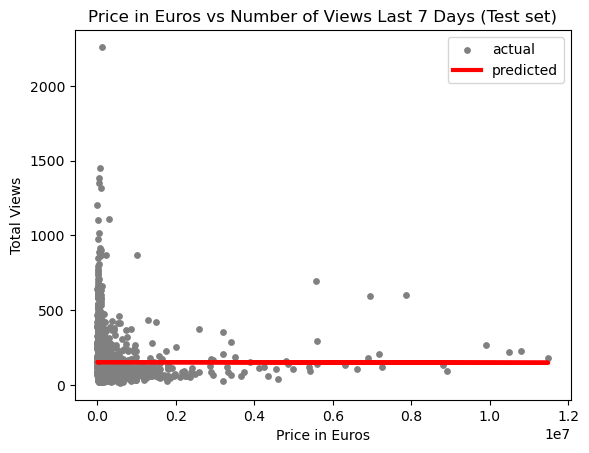 Price in Euros vs Number of Views Last 7 Days (Test set)
actual
predicted
2000
1500
1000
500
0
Total Views
0.0 0.2 0.4 0.6 0.8 1.0 1.2
1e7
Price in Euros